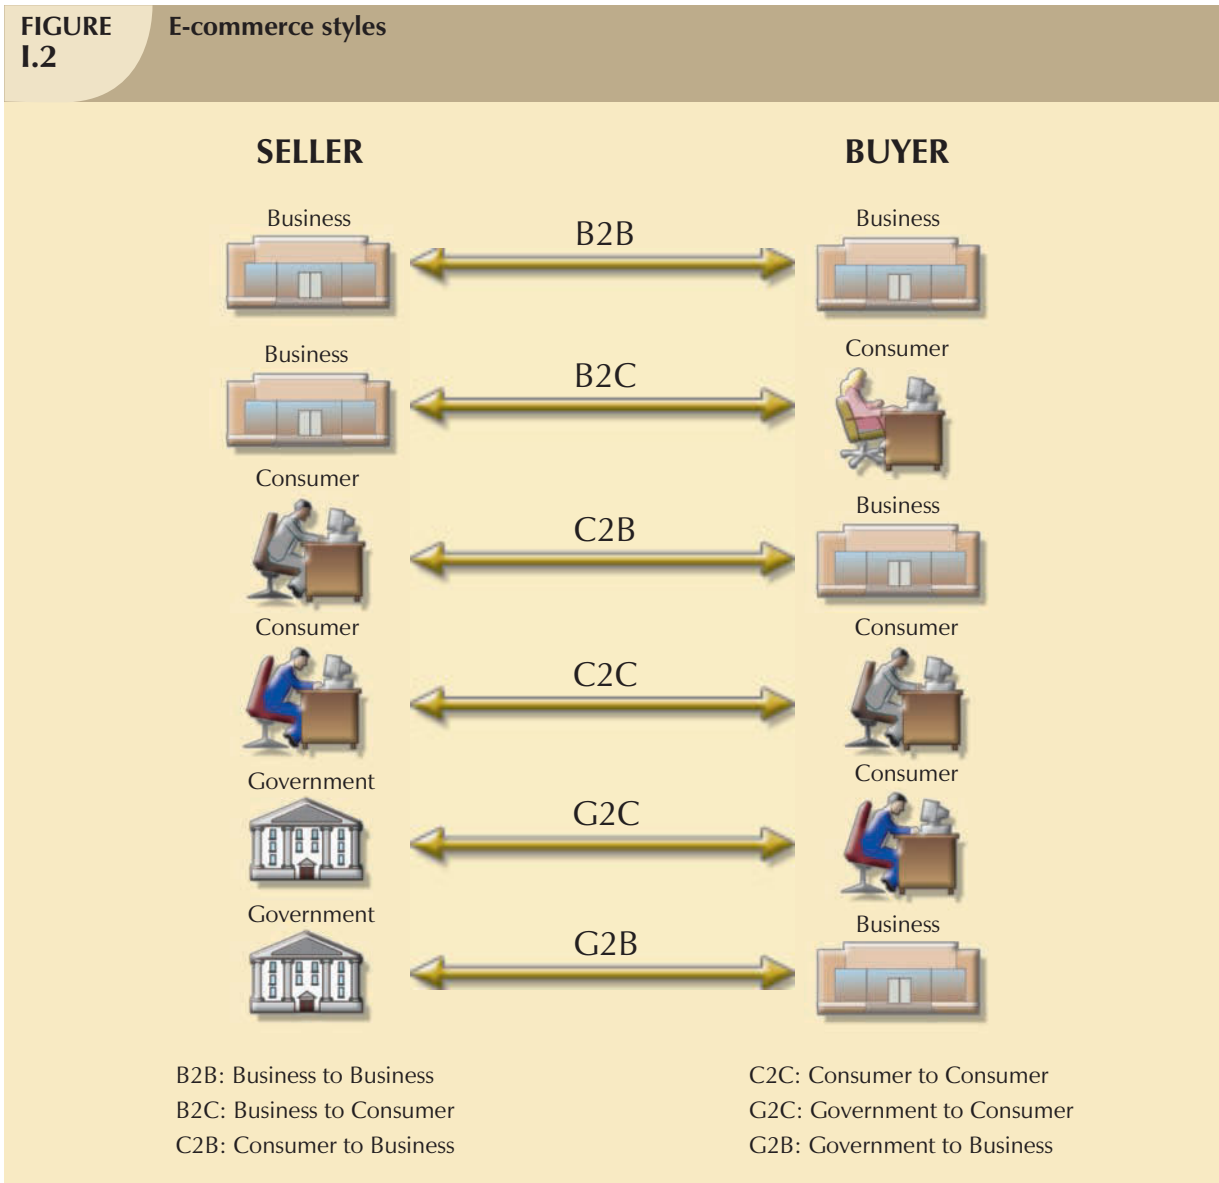 FIGURE
I.2
E-commerce styles
SELLER
BUYER
Business
B2B
Business
Business
B2C
Consumer
Consumer
C2B
Business
Consumer
C2C
Consumer
Government
G2C
Consumer
Government
G2B
Business
B2B: Business to Business
B2C: Business to Consumer
C2B: Consumer to Business
C2C: Consumer to Consumer
G2C: Government to Consumer
G2B: Government to Business